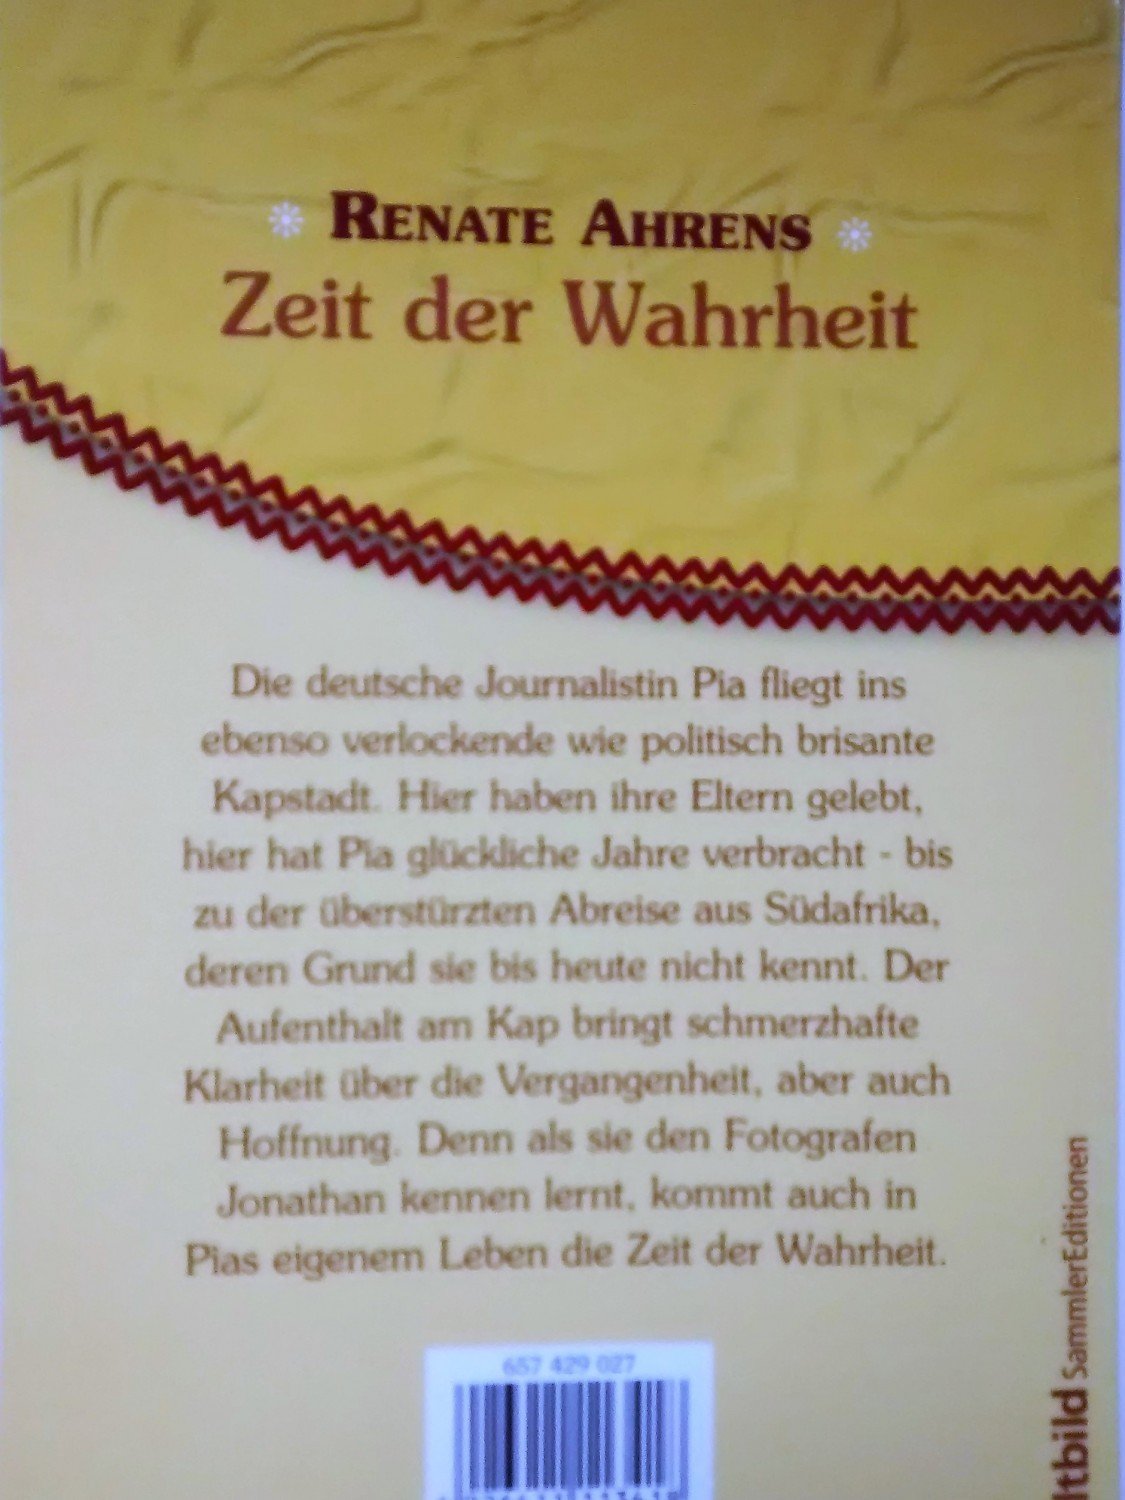 RENATE AHRENS
Zeit der Wahrheit
Die deutsche Journalistin Pia fliegt ins
ebenso verlockende wie politisch brisante
Kapstadt. Hier haben ihre Eltern gelebt,
hier hat Pia glückliche Jahre verbracht - bis
zu der überstürzten Abreise aus Südafrika,
deren Grund sie bis heute nicht kennt. Der
Aufenthalt am Kap bringt schmerzhafte
Klarheit über die Vergangenheit, aber auch
Hoffnung. Denn als sie den Fotografen
Jonathan kennen lernt, kommt auch in
Pias eigenem Leben die Zeit der Wahrheit.
657 429 027
ltbild SammlerEditionen